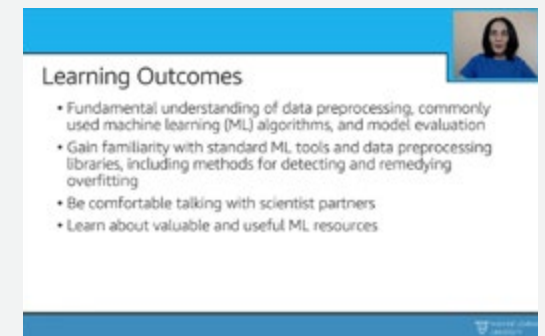 Learning Outcomes
• Fundamental understanding of data preprocessing, commonly
used machine learning (ML) algorithms, and model evaluation
• Gain familiarity with standard ML tools and data preprocessing
libraries, including methods for detecting and remedying
overfitting
• Be comfortable talking with scientist partners
• Learn about valuable and useful ML resources
UNIVERSITY